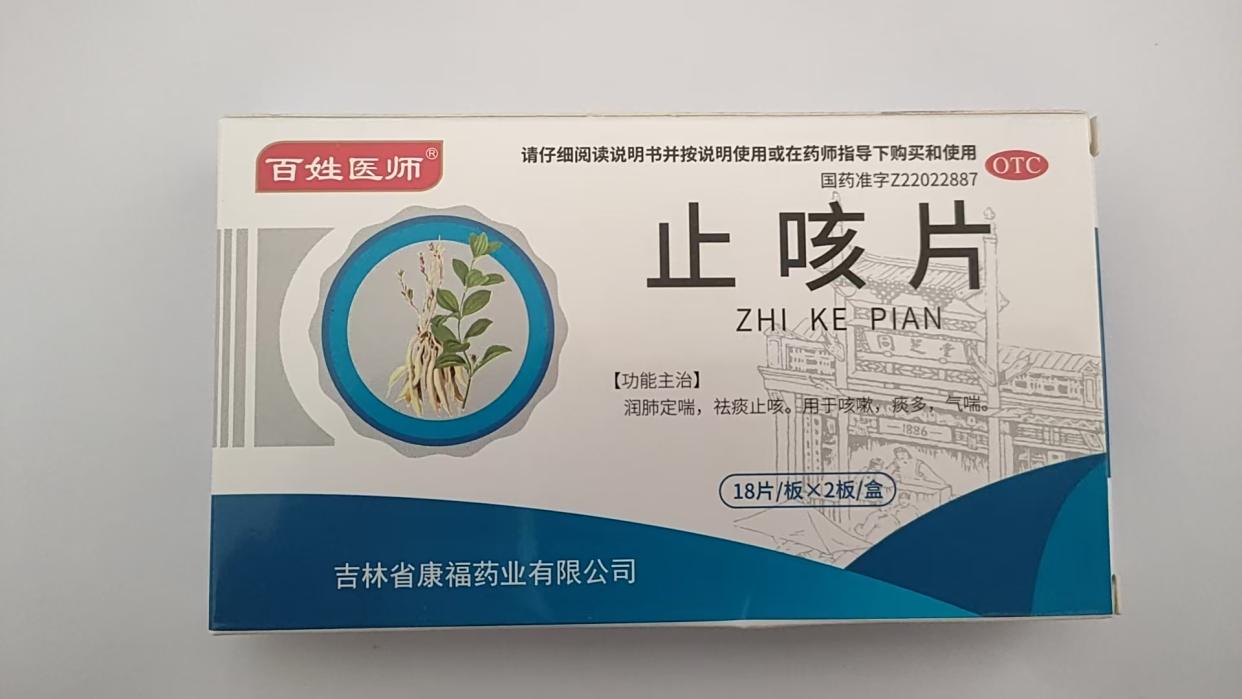 百姓医师®
请仔细阅读说明书并按说明使用或在药师指导下购买和使用
OTC
国药准字Z22022887
止咳片
ZHI KE PIAN
【功能主治】
润肺定喘，祛痰止咳。用于咳嗽，痰多，气喘。
1886
18片/板×2板/盒
吉林省康福药业有限公司